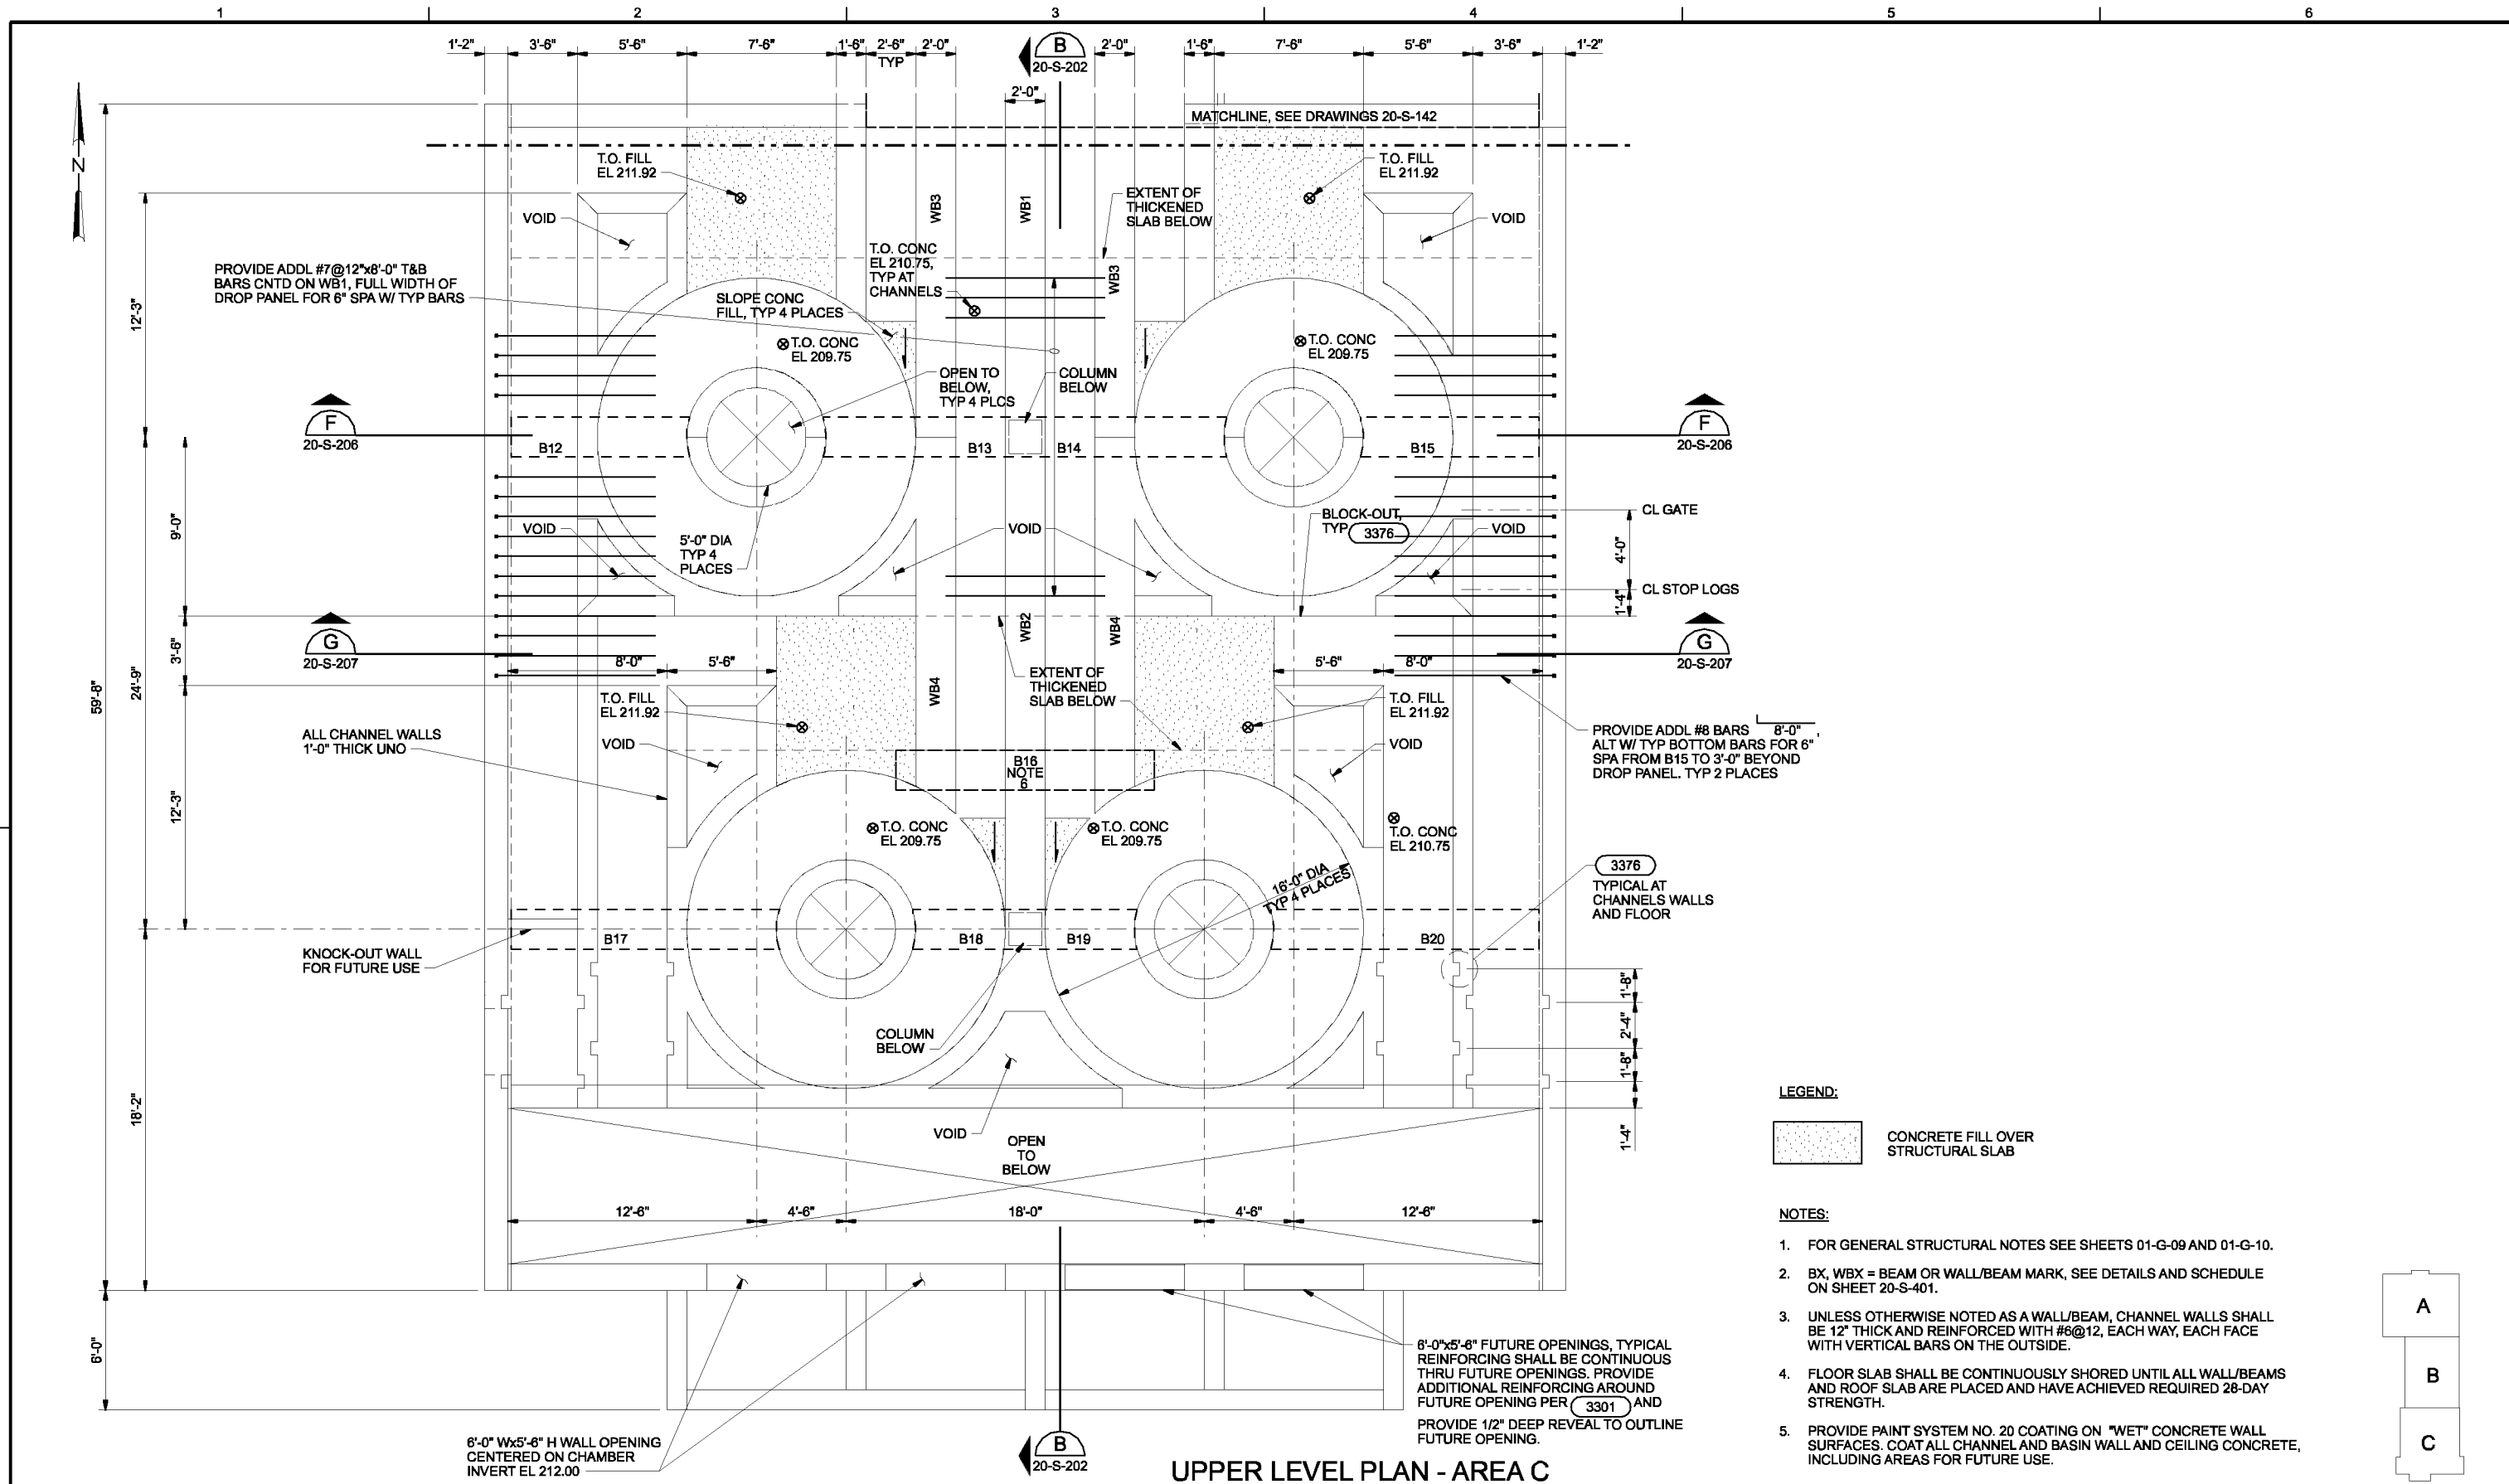 1 2 3 4 5 6
1'-2" 3'-6" 5'-6" 7'-6" 1'-6" 2'-6" 2'-0" 2'-0" 1'-6" 7'-6" 5'-6" 3'-6" 1'-2"
TYP
B
20-S-202
2'-0"
MATCHLINE, SEE DRAWINGS 20-S-142
N
T.O. FILL
EL 211.92
T.O. FILL
EL 211.92
VOID
VOID
WB3
WB1
EXTENT OF
THICKENED
SLAB BELOW
T.O. CONC
EL 210.75,
TYP AT
CHANNELS
WB3
PROVIDE ADDL #7@12"x8'-0" T&B
BARS CNTD ON WB1, FULL WIDTH OF
DROP PANEL FOR 6" SPA W/ TYP BARS
SLOPE CONC
FILL, TYP 4 PLACES
12'-3"
T.O. CONC
EL 209.75
T.O. CONC
EL 209.75
OPEN TO
BELOW,
TYP 4 PLCS
COLUMN
BELOW
F
20-S-206
F
20-S-206
B12
B13
B14
B15
9'-0"
VOID
VOID
VOID
BLOCK-OUT,
TYP 3376
5'-0" DIA
TYP 4
PLACES
CL GATE
4'-0"
CL STOP LOGS
1'-4"
G
20-S-207
G
20-S-207
WB2
WB4
3'-6"
24'-9"
59'-8"
8'-0" 5'-6"
5'-6" 8'-0"
EXTENT OF
THICKENED
SLAB BELOW
WB4
T.O. FILL
EL 211.92
T.O. FILL
EL 211.92
ALL CHANNEL WALLS
1'-0" THICK UNO
VOID
VOID
PROVIDE ADDL #8 BARS 8'-0" ,
ALT W/ TYP BOTTOM BARS FOR 6"
SPA FROM B15 TO 3'-0" BEYOND
DROP PANEL. TYP 2 PLACES
B16
NOTE
6
12'-3"
T.O. CONC
EL 209.75
T.O. CONC
EL 209.75
T.O. CONC
EL 210.75
16'-0" DIA
TYP 4 PLACES
3376
TYPICAL AT
CHANNELS WALLS
AND FLOOR
KNOCK-OUT WALL
FOR FUTURE USE
B17
B18
B19
B20
1'-8"
2'-4"
1'-8"
1'-4"
COLUMN
BELOW
18'-2"
VOID
OPEN
TO
BELOW
12'-6" 4'-6" 18'-0" 4'-6" 12'-6"
6'-0"
6'-0" Wx5'-6" H WALL OPENING
CENTERED ON CHAMBER
INVERT EL 212.00
B
20-S-202
6'-0"x5'-6" FUTURE OPENINGS, TYPICAL
REINFORCING SHALL BE CONTINUOUS
THRU FUTURE OPENINGS. PROVIDE
ADDITIONAL REINFORCING AROUND
FUTURE OPENING PER 3301 AND
PROVIDE 1/2" DEEP REVEAL TO OUTLINE
FUTURE OPENING.
UPPER LEVEL PLAN - AREA C
LEGEND:
CONCRETE FILL OVER
STRUCTURAL SLAB
NOTES:
1. FOR GENERAL STRUCTURAL NOTES SEE SHEETS 01-G-09 AND 01-G-10.
2. BX, WBX = BEAM OR WALL/BEAM MARK, SEE DETAILS AND SCHEDULE
ON SHEET 20-S-401.
3. UNLESS OTHERWISE NOTED AS A WALL/BEAM, CHANNEL WALLS SHALL
BE 12" THICK AND REINFORCED WITH #6@12, EACH WAY, EACH FACE
WITH VERTICAL BARS ON THE OUTSIDE.
4. FLOOR SLAB SHALL BE CONTINUOUSLY SHORED UNTIL ALL WALL/BEAMS
AND ROOF SLAB ARE PLACED AND HAVE ACHIEVED REQUIRED 28-DAY
STRENGTH.
5. PROVIDE PAINT SYSTEM NO. 20 COATING ON "WET" CONCRETE WALL
SURFACES. COAT ALL CHANNEL AND BASIN WALL AND CEILING CONCRETE,
INCLUDING AREAS FOR FUTURE USE.
A
B
C